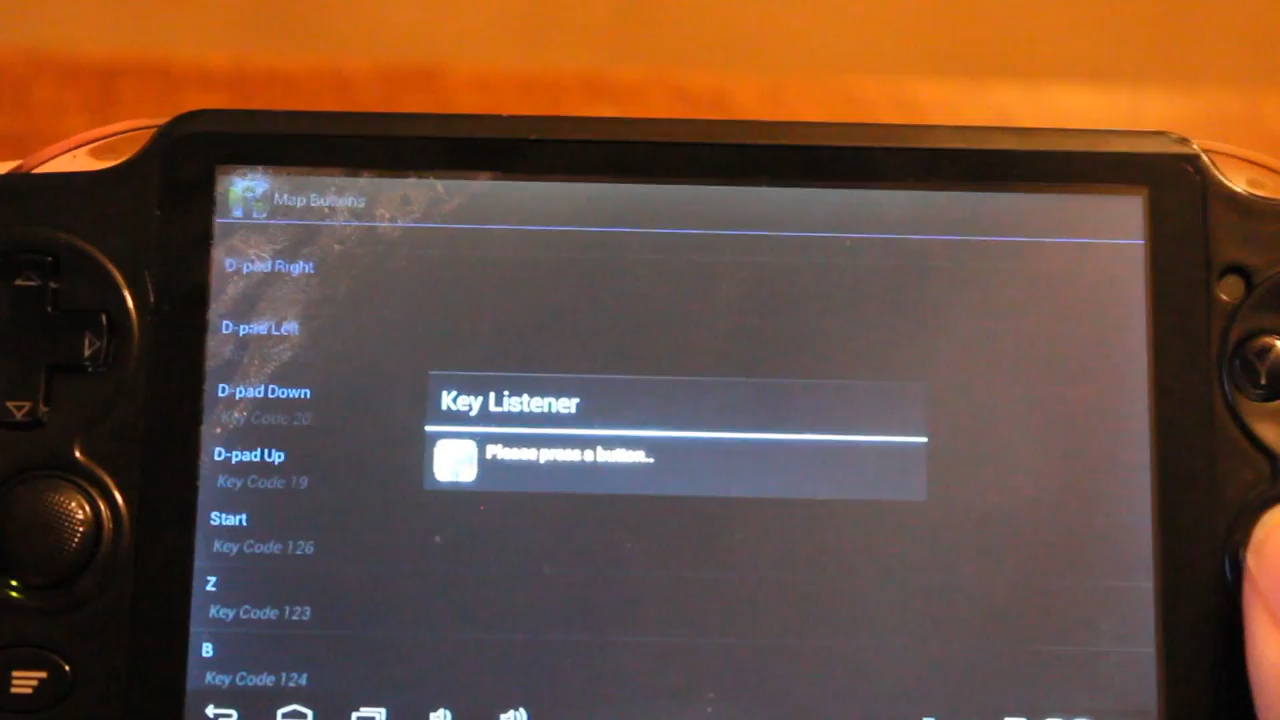 Map Buttons
D-pad Right
D-pad Left
D-pad Down
Key Code 20
D-pad Up
Key Code 19
Start
Key Code 126
Z
Key Code 123
B
Key Code 124
Key Listener
Please press a button..
Y